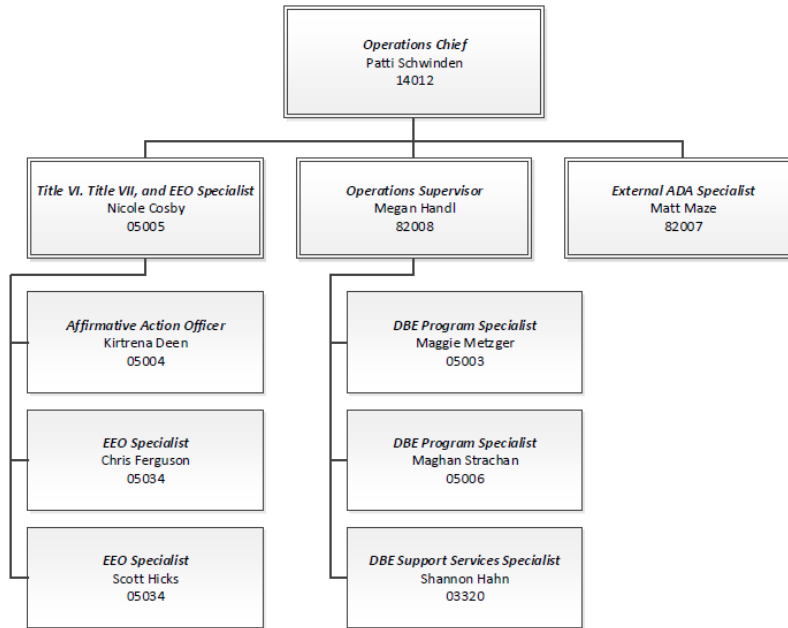 Operations Chief
Patti Schwinden
14012
Title VI. Title VII, and EEO Specialist
Nicole Cosby
05005
Operations Supervisor
Megan Handl
82008
External ADA Specialist
Matt Maze
82007
Affirmative Action Officer
Kirtrena Deen
05004
EEO Specialist
Chris Ferguson
05034
EEO Specialist
Scott Hicks
05034
DBE Program Specialist
Maggie Metzger
05003
DBE Program Specialist
Maghan Strachan
05006
DBE Support Services Specialist
Shannon Hahn
03320